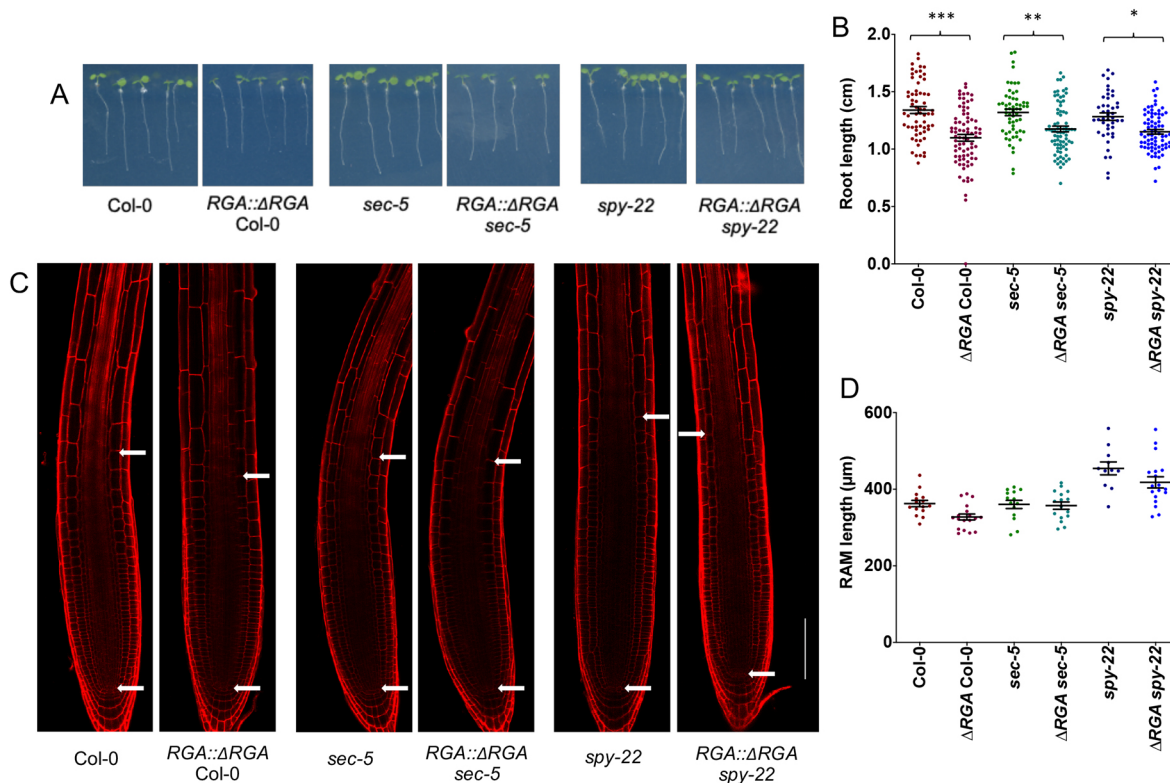 A
Col-0
RGA::ΔRGA
Col-0
sec-5
RGA::ΔRGA
sec-5
spy-22
RGA::ΔRGA
spy-22
B
***
**
*
Root length (cm)
2.0
1.5
1.0
0.5
0.0
Col-0
ΔRGA Col-0
sec-5
ΔRGA sec-5
spy-22
ΔRGA spy-22
C
Col-0
RGA::ΔRGA
Col-0
sec-5
RGA::ΔRGA
sec-5
spy-22
RGA::ΔRGA
spy-22
D
RAM length (µm)
600
400
200
0
Col-0
ΔRGA Col-0
sec-5
ΔRGA sec-5
spy-22
ΔRGA spy-22